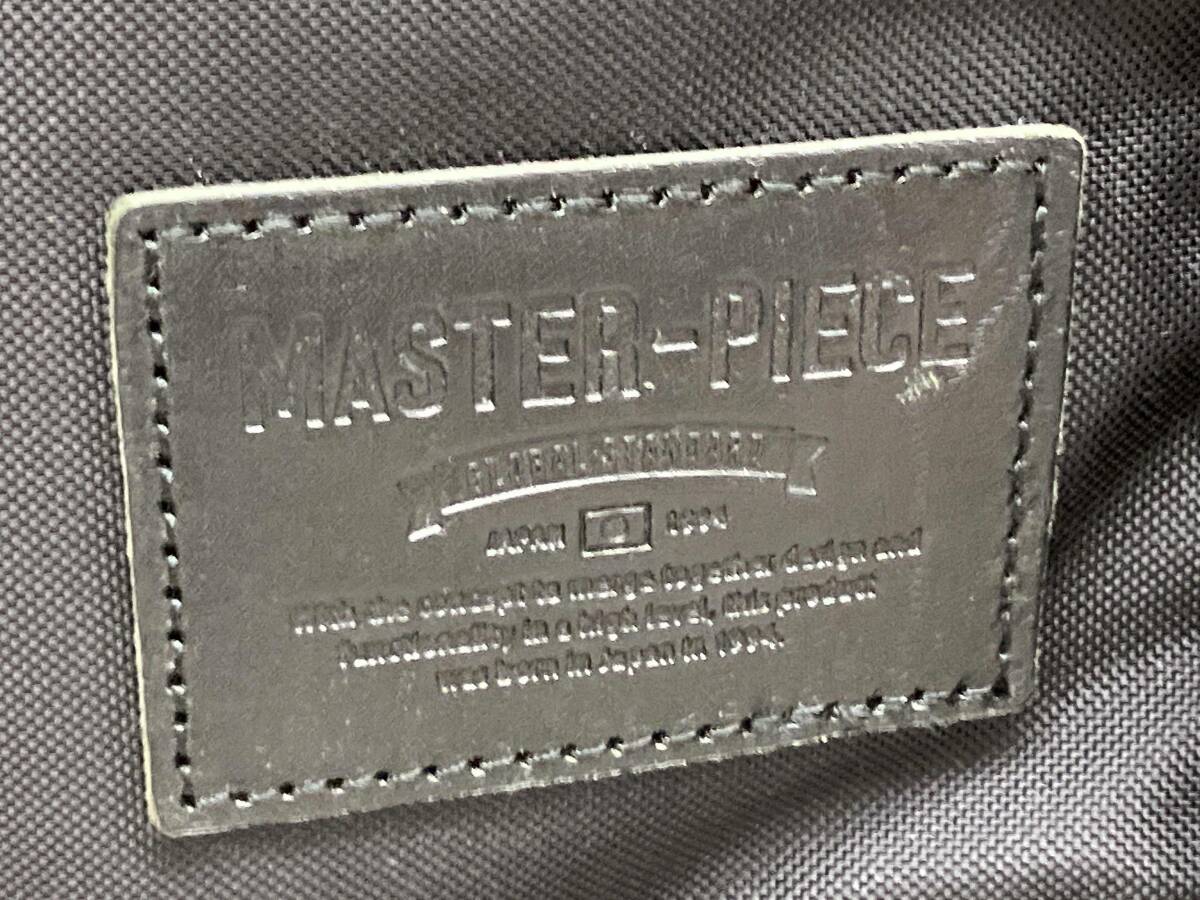 MASTER-PIECE
GLOBAL STANDARD
JAPAN 1994
With the concept to marge together design and
functionality in a high level, this product
was born in Japan in 1994.